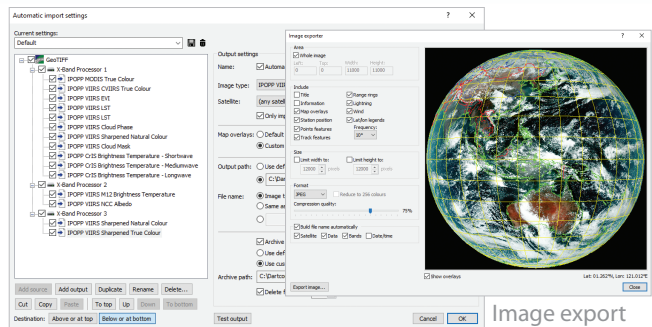 Automatic import settings
Current settings:
Default
GeoTIFF
X-Band Processor 1
IPOPP MODIS True Colour
IPOPP VIIRS CVIIRS True Colour
IPOPP VIIRS EVI
IPOPP VIIRS LST
IPOPP VIIRS LST
IPOPP VIIRS Cloud Phase
IPOPP VIIRS Sharpened Natural Colour
IPOPP VIIRS Cloud Mask
IPOPP CrIS Brightness Temperature - Shortwave
IPOPP CrIS Brightness Temperature - Mediumwave
IPOPP CrIS Brightness Temperature - Longwave
X-Band Processor 2
IPOPP VIIRS M12 Brightness Temperature
IPOPP VIIRS NCC Albedo
X-Band Processor 3
IPOPP VIIRS Sharpened Natural Colour
IPOPP VIIRS Sharpened True Colour
Add source Add output Duplicate Rename Delete...
Cut Copy Paste To top Up Down To bottom
Destination: Above or at top Below or at bottom
Output settings
Name: Automa
Image type: IPOPP VIIR
Satellite: (any satell
Only imp
Map overlays: Default
Custom
Output path: Use def
C:\Dar
File name: Image t
Same as
Archive
Use def
Use cus
Archive path: C:\Dartco
Delete f
Test output
Cancel OK
Image exporter
Area
Whole image
Left: Top: Width: Height:
0 0 11000 11000
Include
Title Range rings
Information Lightning
Map overlays Wind
Station position Lat/lon legends
Points features Frequency:
Track features 10°
Size
Limit width to: Limit height to:
12000 pixels 12000 pixels
Format
JPEG Reduce to 256 colours
Compression quality:
75%
Build file name automatically
Satellite Data Bands Date/time
Export image...
Show overlays
Lat: 01.262°N, Lon: 121.012°E
Close
Image export